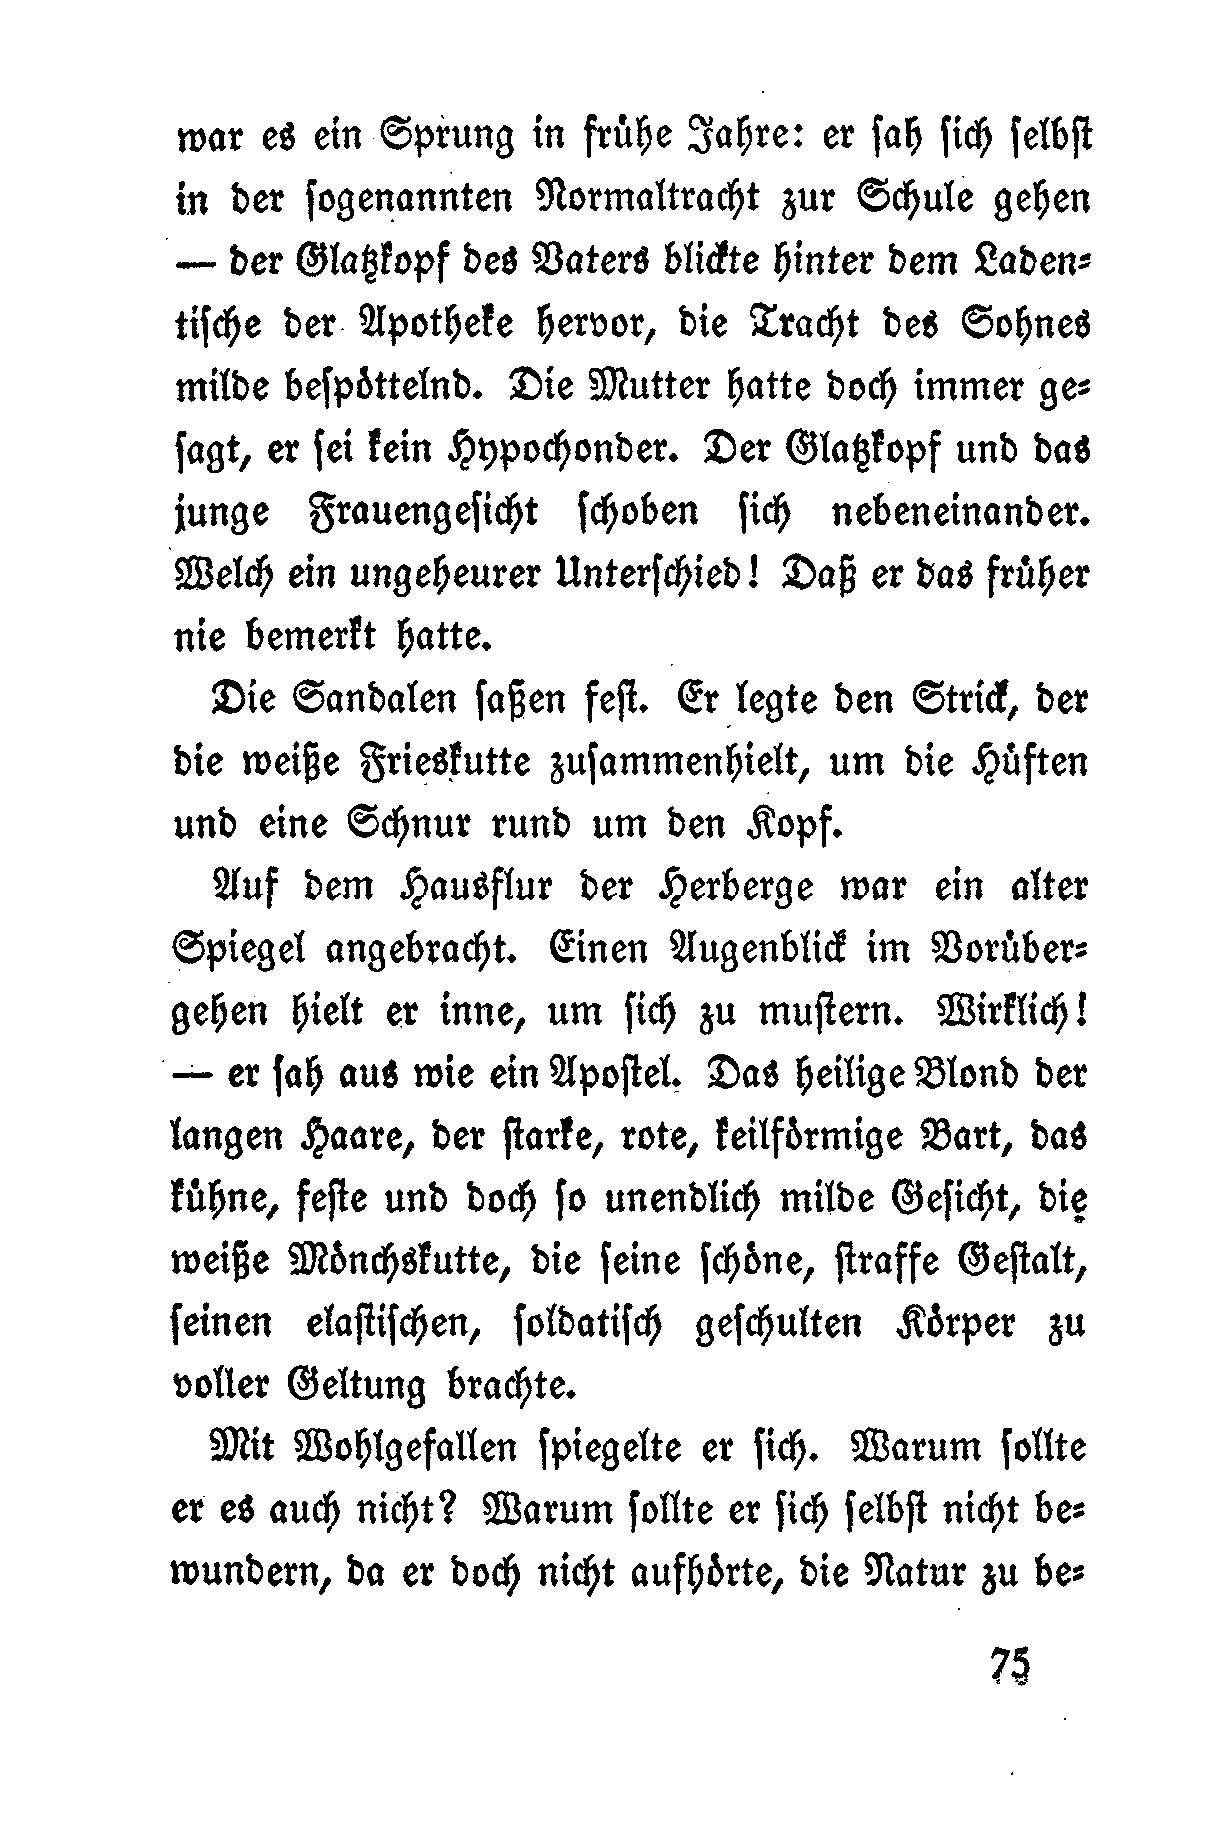 war es ein Sprung in frühe Jahre: er ſah ſich ſelbſt
in der ſogenannten Normaltracht zur Schule gehen
— der Glatzkopf des Vaters blickte hinter dem Laden⸗
tiſche der Apotheke hervor, die Tracht des Sohnes
milde beſpöttelnd. Die Mutter hatte doch immer ge⸗
ſagt, er ſei kein Hypochonder. Der Glatzkopf und das
junge Frauengeſicht ſchoben ſich nebeneinander.
Welch ein ungeheurer Unterſchied! Daß er das früher
nie bemerkt hatte.
Die Sandalen ſaßen feſt. Er legte den Strick, der
die weiße Frieskutte zuſammenhielt, um die Hüften
und eine Schnur rund um den Kopf.
Auf dem Hausflur der Herberge war ein alter
Spiegel angebracht. Einen Augenblick im Vorüber⸗
gehen hielt er inne, um ſich zu muſtern. Wirklich!
— er ſah aus wie ein Apoſtel. Das heilige Blond der
langen Haare, der ſtarke, rote, keilförmige Bart, das
kühne, feſte und doch ſo unendlich milde Geſicht, die
weiße Mönchskutte, die ſeine ſchöne, ſtraffe Geſtalt,
ſeinen elaſtiſchen, ſoldatiſch geſchulten Körper zu
voller Geltung brachte.
Mit Wohlgefallen ſpiegelte er ſich. Warum ſollte
er es auch nicht? Warum ſollte er ſich ſelbſt nicht be⸗
wundern, da er doch nicht aufhörte, die Natur zu be⸗
75